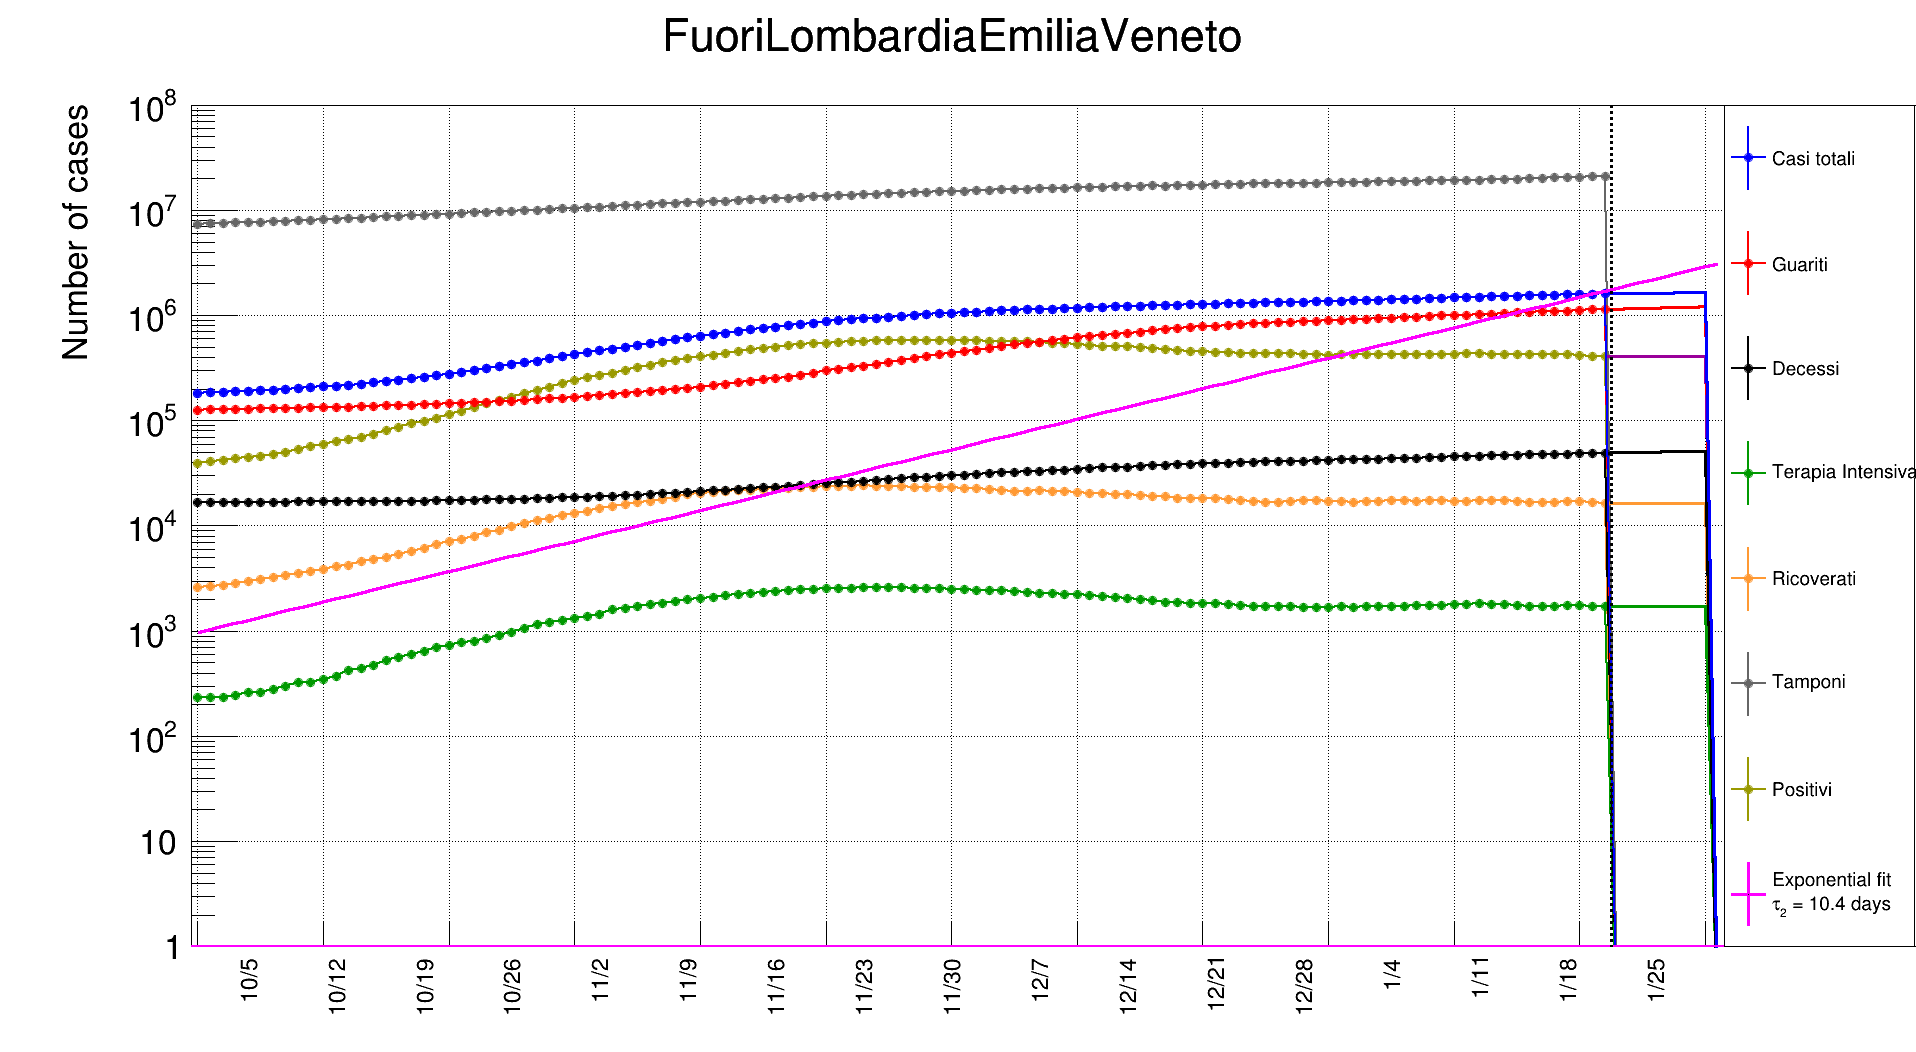 FuoriLombardiaEmiliaVeneto
Number of cases
10^8
10^7
10^6
10^5
10^4
10^3
10^2
10
1
10/5 10/12 10/19 10/26 11/2 11/9 11/16 11/23 11/30 12/7 12/14 12/21 12/28 1/4 1/11 1/18 1/25
Casi totali
Guariti
Decessi
Terapia Intensiva
Ricoverati
Tamponi
Positivi
Exponential fit
τ₂ = 10.4 days